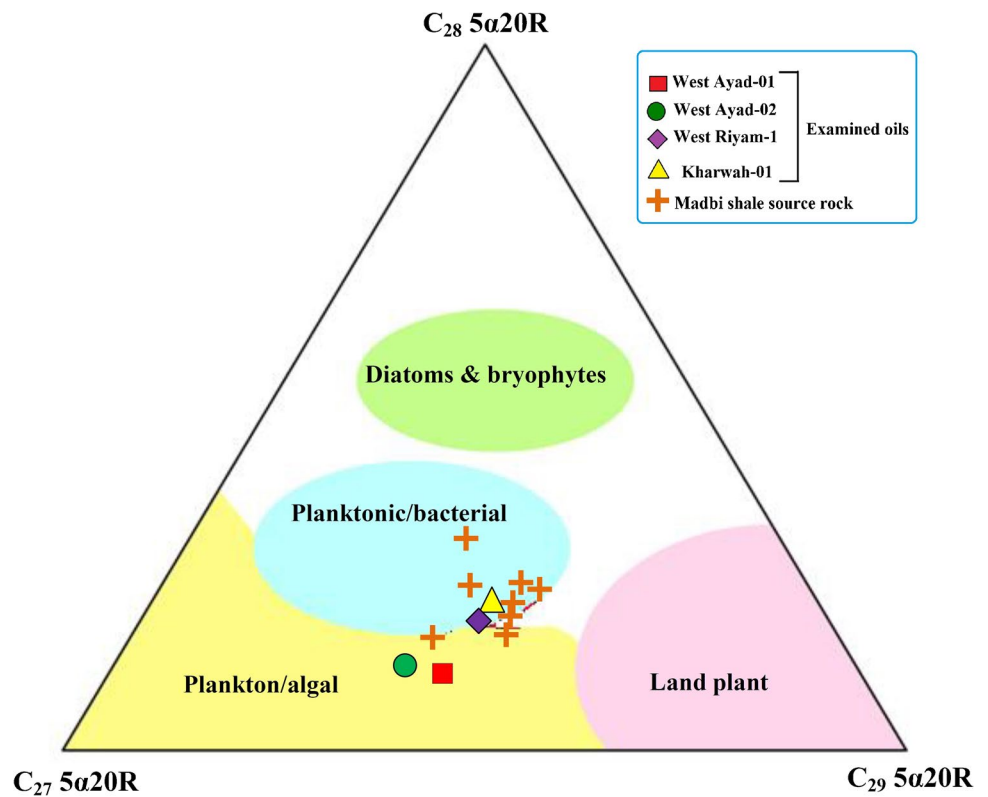 C₂₈ 5α20R
West Ayad-01
West Ayad-02
West Riyam-1
Kharwah-01
Examined oils
Madbi shale source rock
Diatoms & bryophytes
Planktonic/bacterial
Plankton/algal
Land plant
C₂₇ 5α20R
C₂₉ 5α20R